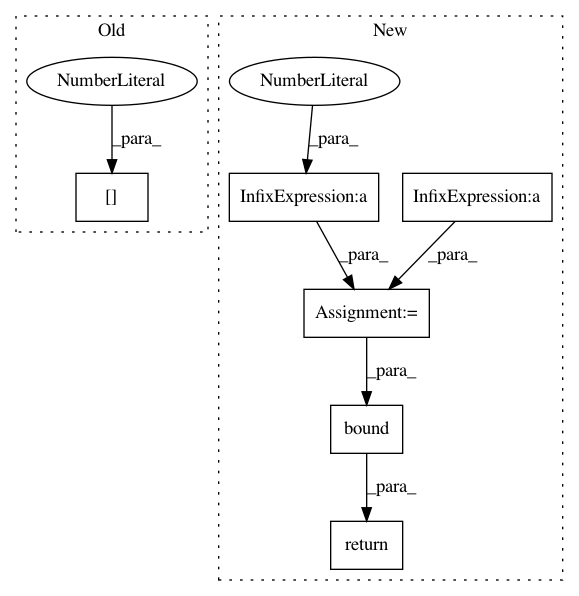 Old
New
NumberLiteral
NumberLiteral
_para_
_para_
[]
InfixExpression:a
InfixExpression:a
_para_
_para_
Assignment:=
_para_
bound
_para_
return